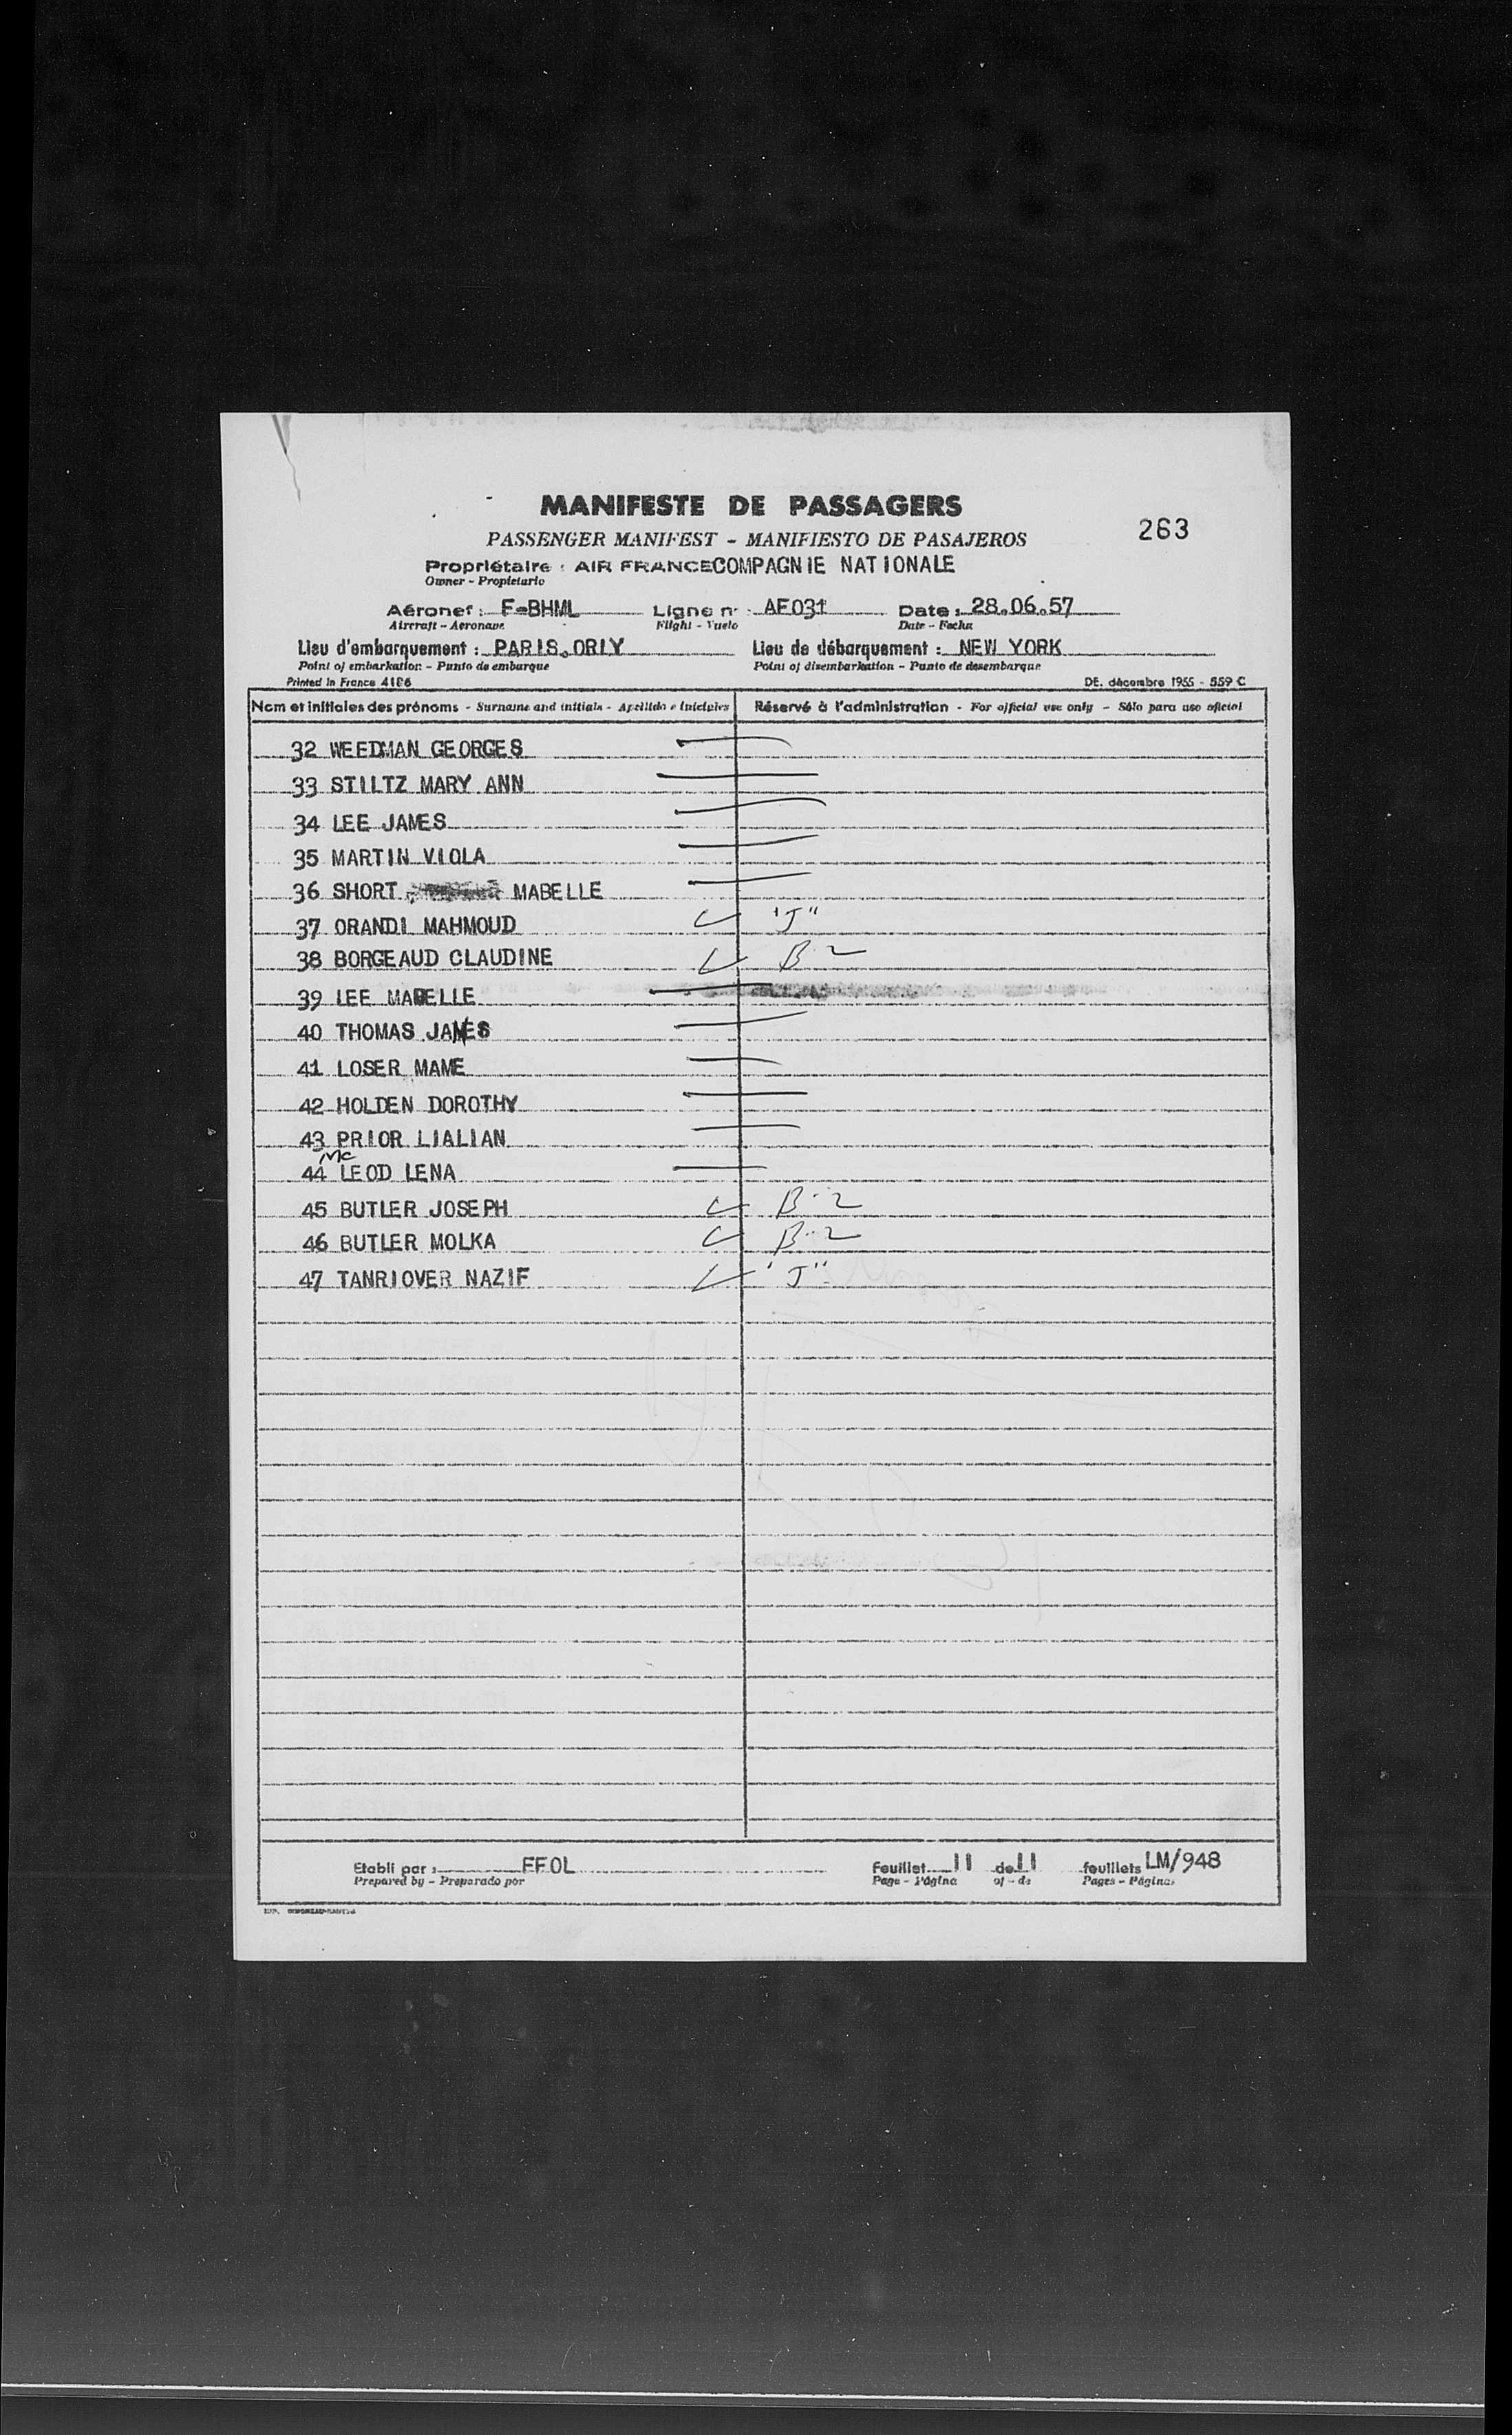 MANIFESTE DE PASSAGERS
263
PASSENGER MANIFEST - MANIFIESTO DE PASAJEROS
Propriétaire : AIR FRANCE COMPAGNIE NATIONALE
Owner - Propietario
Aéronef : F-BHML Ligne n° : AF031 Date : 28.06.57
Aircraft - Aeronave Flight - Vuelo Date - Fecha
Lieu d'embarquement : PARIS.ORLY Lieu de débarquement : NEW YORK
Point of embarkation - Punto de embarque Point of disembarkation - Punto de desembarque
Printed in France 4186 DE. décembre 1955 - 559 C
Nom et initiales des prénoms - Surname and initials - Apellido e iniciales Réservé à l'administration - For official use only - Sólo para uso oficial
32 WEEDMAN GEORGES
33 STILTZ MARY ANN
34 LEE JAMES
35 MARTIN VIOLA
36 SHORT MABELLE
37 ORANDI MAHMOUD "J"
38 BORGEAUD CLAUDINE B-2
39 LEE MABELLE
40 THOMAS JAMES
41 LOSER MAME
42 HOLDEN DOROTHY
43 PRIOR LIALIAN
Mc
44 LEOD LENA
45 BUTLER JOSEPH B-2
46 BUTLER MOLKA B-2
47 TANRIOVER NAZIF "J"
Etabli par : FFOL Feuillet 11 de 11 feuillets LM/948
Prepared by - Preparado por Page - Página of - de Pages - Páginas